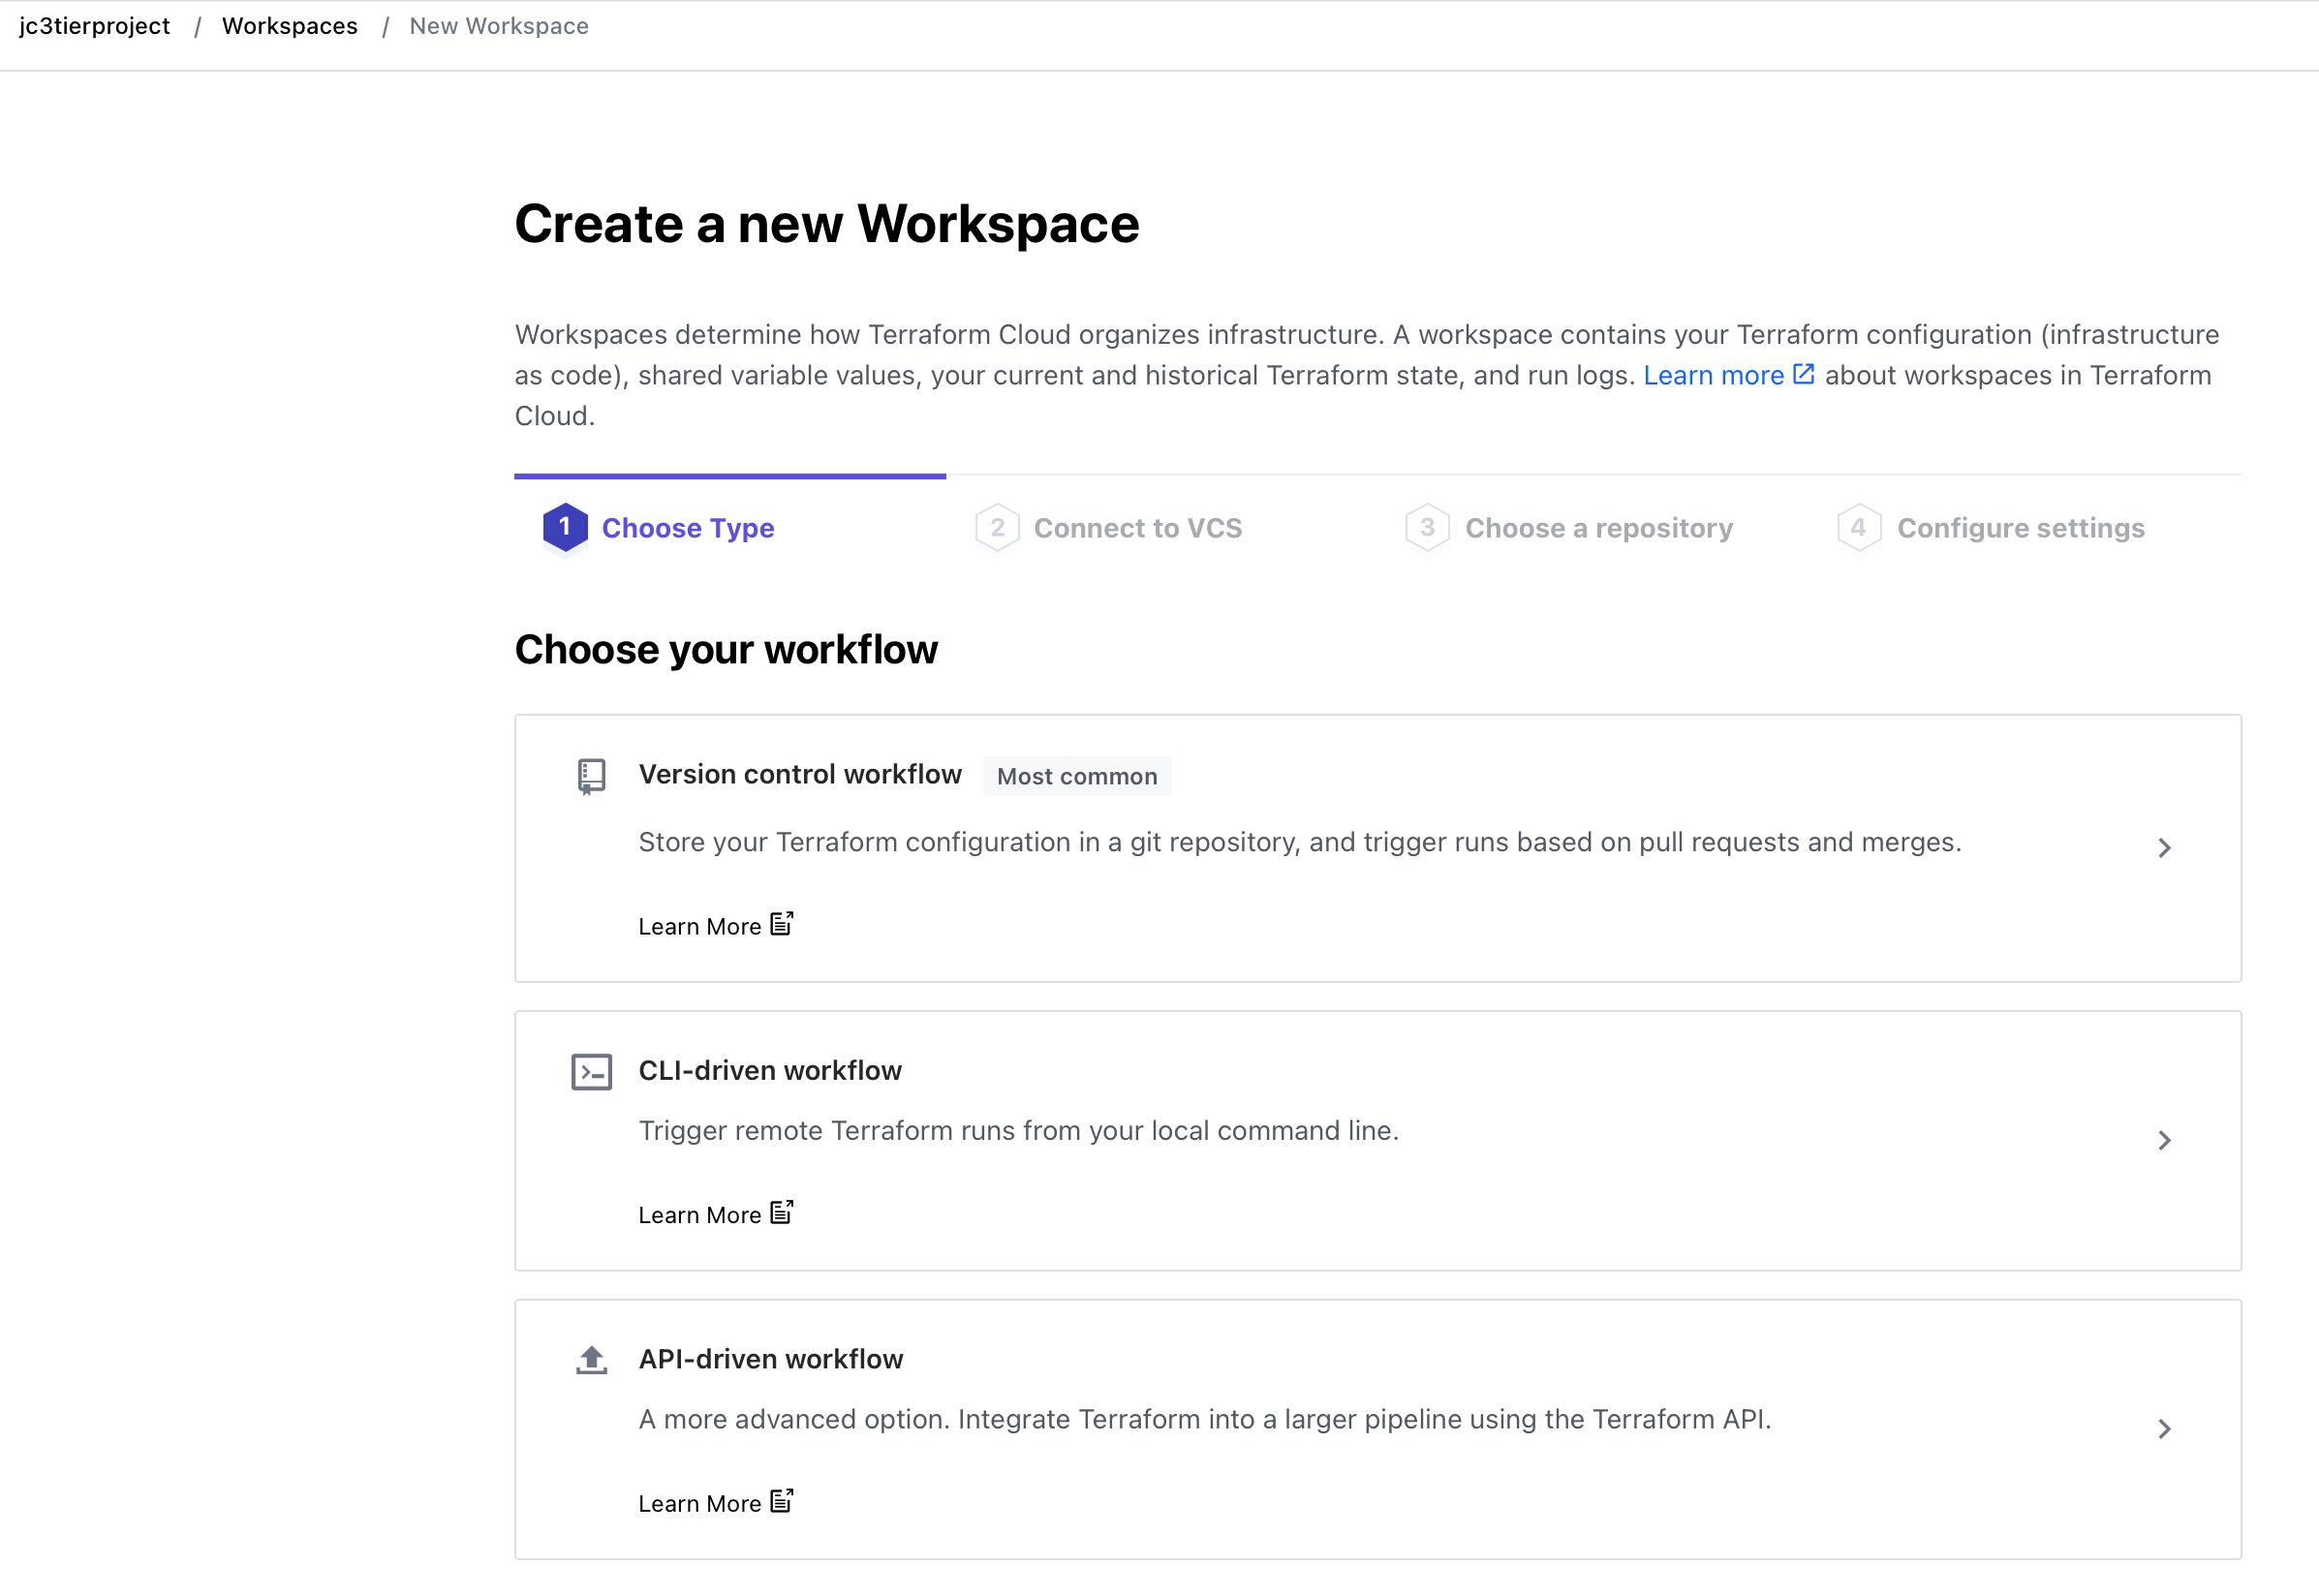 jc3tierproject / Workspaces / New Workspace
Create a new Workspace
Workspaces determine how Terraform Cloud organizes infrastructure. A workspace contains your Terraform configuration (infrastructure
as code), shared variable values, your current and historical Terraform state, and run logs. Learn more about workspaces in Terraform
Cloud.
1 Choose Type
2 Connect to VCS
3 Choose a repository
4 Configure settings
Choose your workflow
Version control workflow Most common
Store your Terraform configuration in a git repository, and trigger runs based on pull requests and merges.
Learn More
CLI-driven workflow
Trigger remote Terraform runs from your local command line.
Learn More
API-driven workflow
A more advanced option. Integrate Terraform into a larger pipeline using the Terraform API.
Learn More